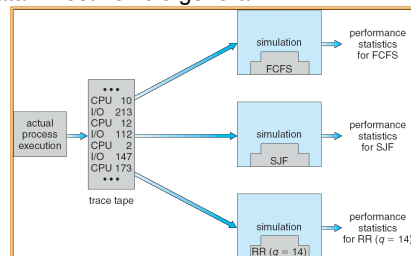 simulation
FCFS
performance
statistics
for FCFS
actual
process
execution
•••
CPU 10
I/O 213
CPU 12
I/O 112
CPU 2
I/O 147
CPU 173
•••
trace tape
simulation
SJF
performance
statistics
for SJF
simulation
RR (q = 14)
performance
statistics
for RR (q = 14)